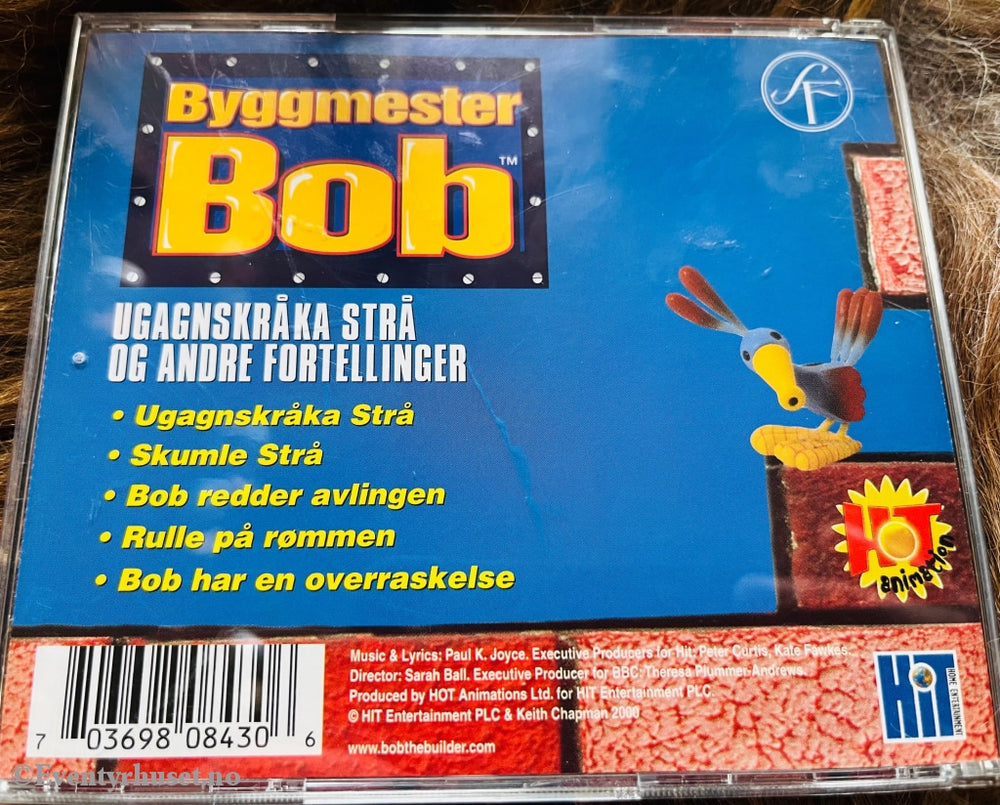 Byggmester
Bob™
SF
UGAGNSKRÅKA STRÅ
OG ANDRE FORTELLINGER
• Ugagnskråka Strå
• Skumle Strå
• Bob redder avlingen
• Rulle på rømmen
• Bob har en overraskelse
HOT
animation
Music & Lyrics: Paul K. Joyce. Executive Producers for Hit: Peter Curtis, Kate Fawkes.
Director: Sarah Ball. Executive Producer for BBC: Theresa Plummer-Andrews.
Produced by HOT Animations Ltd. for HIT Entertainment PLC.
© HIT Entertainment PLC & Keith Chapman 2000
www.bobthebuilder.com
HiT
HOME ENTERTAINMENT
7 03698 08430 6
©Eventyrhuset.no